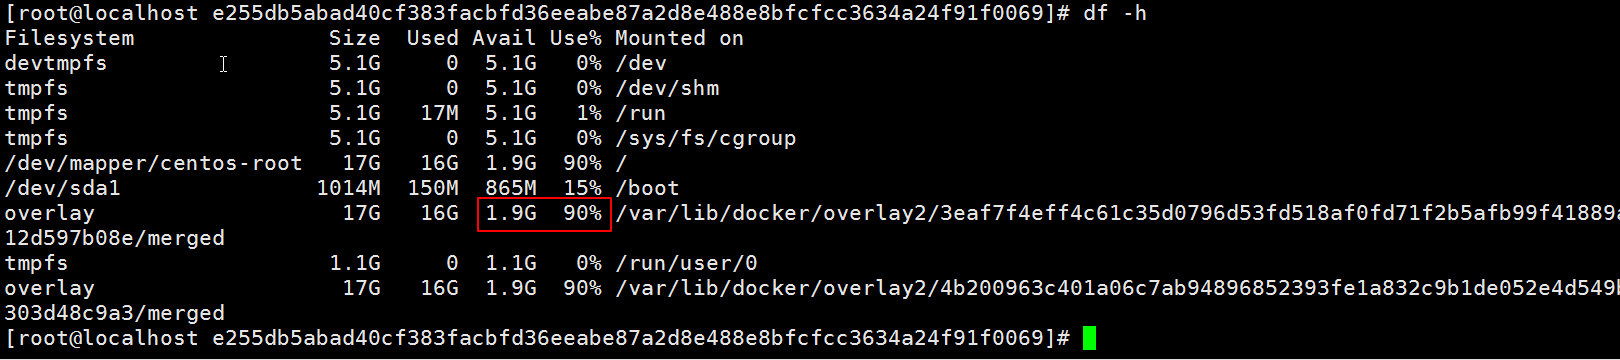 [root@localhost e255db5abad40cf383facbfd36eeabe87a2d8e488e8bfcfcc3634a24f91f0069]# df -h
Filesystem               Size  Used Avail Use% Mounted on
devtmpfs                 5.1G     0  5.1G   0% /dev
tmpfs                    5.1G     0  5.1G   0% /dev/shm
tmpfs                    5.1G   17M  5.1G   1% /run
tmpfs                    5.1G     0  5.1G   0% /sys/fs/cgroup
/dev/mapper/centos-root   17G   16G  1.9G  90% /
/dev/sda1               1014M  150M  865M  15% /boot
overlay                   17G   16G  1.9G  90% /var/lib/docker/overlay2/3eaf7f4eff4c61c35d0796d53fd518af0fd71f2b5afb99f41889a
12d597b08e/merged
tmpfs                    1.1G     0  1.1G   0% /run/user/0
overlay                   17G   16G  1.9G  90% /var/lib/docker/overlay2/4b200963c401a06c7ab94896852393fe1a832c9b1de052e4d549b
303d48c9a3/merged
[root@localhost e255db5abad40cf383facbfd36eeabe87a2d8e488e8bfcfcc3634a24f91f0069]#